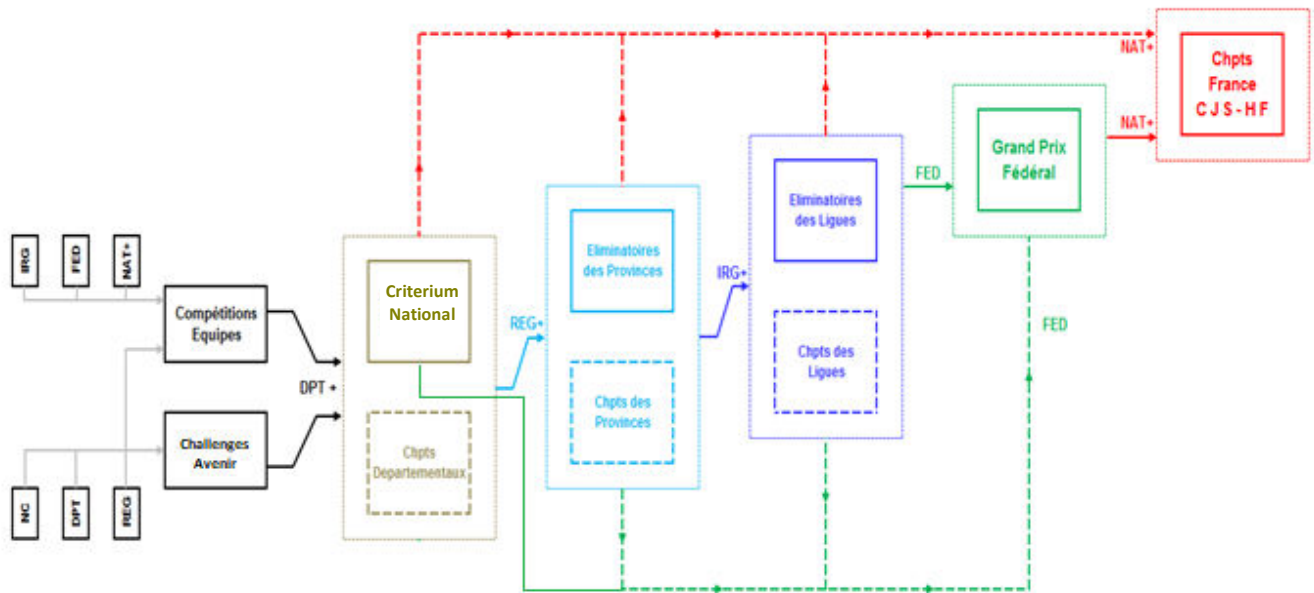 IRG
FED
NAT+
Compétitions
Equipes
Challenges
Avenir
NC
DPT
REG
DPT +
Criterium
National
Chpts
Departementaux
REG+
Eliminatoires
des Provinces
Chpts des
Provinces
IRG+
Eliminatoires
des Ligues
Chpts des
Ligues
FED
Grand Prix
Fédéral
FED
NAT+
NAT+
Chpts
France
C J S - H F